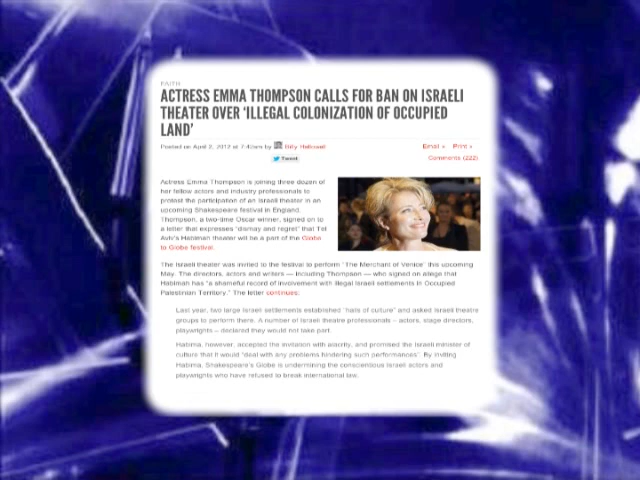 FAITH
ACTRESS EMMA THOMPSON CALLS FOR BAN ON ISRAELI
THEATER OVER ‘ILLEGAL COLONIZATION OF OCCUPIED
LAND’
Posted on April 2, 2012 at 7:42am by Billy Hallowell
Email » Print »
Tweet
Comments (222)
Actress Emma Thompson is joining three dozen of
her fellow actors and industry professionals to
protest the participation of an Israeli theater in an
upcoming Shakespeare festival in England.
Thompson, a two-time Oscar winner, signed on to
a letter that expresses “dismay and regret” that Tel
Aviv’s Habimah theater will be a part of the Globe
to Globe festival.
The Israeli theater was invited to the festival to perform “The Merchant of Venice” this upcoming
May. The directors, actors and writers — including Thompson — who signed on allege that
Habimah has “a shameful record of involvement with illegal Israeli settlements in Occupied
Palestinian Territory.” The letter continues:
Last year, two large Israeli settlements established “halls of culture” and asked Israeli theatre
groups to perform there. A number of Israeli theatre professionals – actors, stage directors,
playwrights – declared they would not take part.
Habima, however, accepted the invitation with alacrity, and promised the Israeli minister of
culture that it would “deal with any problems hindering such performances”. By inviting
Habima, Shakespeare’s Globe is undermining the conscientious Israeli actors and
playwrights who have refused to break international law.